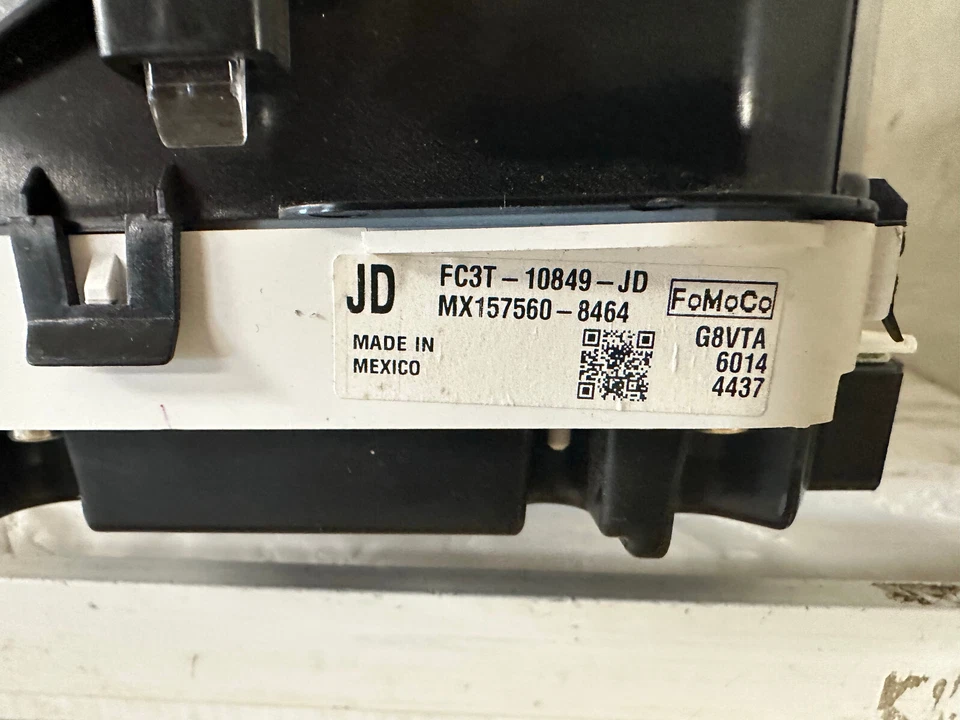 JD
FC3T-10849-JD
MX157560-8464
FoMoCo
MADE IN
MEXICO
G8VTA
6014
4437